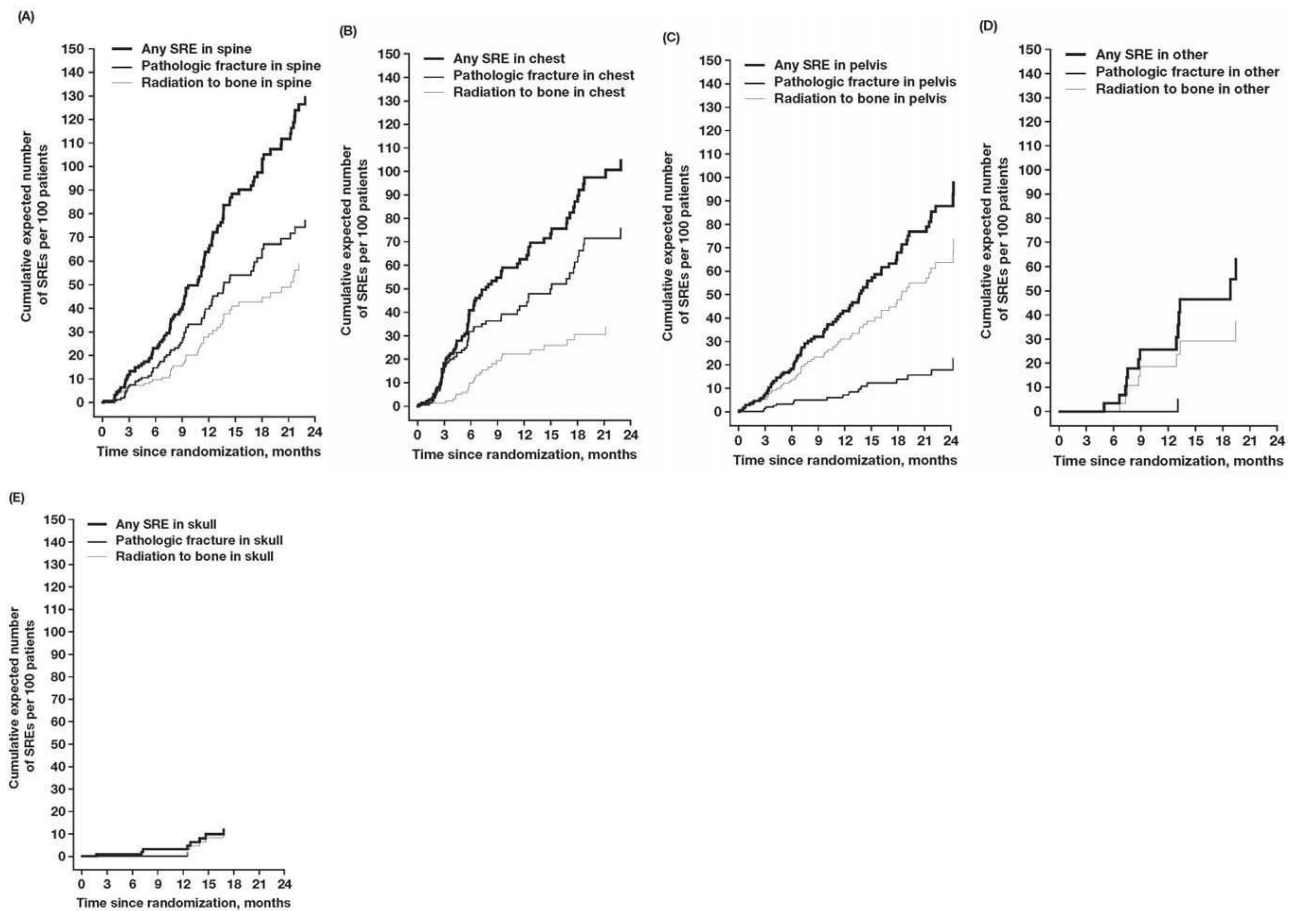 (A)
Any SRE in spine
Pathologic fracture in spine
Radiation to bone in spine
150
140
130
120
110
100
90
80
70
60
50
40
30
20
10
0
Cumulative expected number
of SREs per 100 patients
0 3 6 9 12 15 18 21 24
Time since randomization, months
(B)
Any SRE in chest
Pathologic fracture in chest
Radiation to bone in chest
150
140
130
120
110
100
90
80
70
60
50
40
30
20
10
0
Cumulative expected number
of SREs per 100 patients
0 3 6 9 12 15 18 21 24
Time since randomization, months
(C)
Any SRE in pelvis
Pathologic fracture in pelvis
Radiation to bone in pelvis
150
140
130
120
110
100
90
80
70
60
50
40
30
20
10
0
Cumulative expected number
of SREs per 100 patients
0 3 6 9 12 15 18 21 24
Time since randomization, months
(D)
Any SRE in other
Pathologic fracture in other
Radiation to bone in other
150
140
130
120
110
100
90
80
70
60
50
40
30
20
10
0
Cumulative expected number
of SREs per 100 patients
0 3 6 9 12 15 18 21 24
Time since randomization, months
(E)
Any SRE in skull
Pathologic fracture in skull
Radiation to bone in skull
150
140
130
120
110
100
90
80
70
60
50
40
30
20
10
0
Cumulative expected number
of SREs per 100 patients
0 3 6 9 12 15 18 21 24
Time since randomization, months